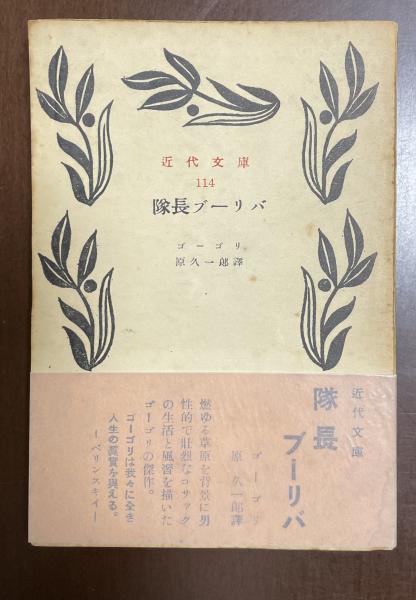 近代文庫
114
隊長ブーリバ
ゴーゴリ
原久一郎譯
近代文庫
隊長
ブーリバ
ゴーゴリ
原久一郎譯
燃ゆる草原を背景に男
性的で壯烈なコサック
の生活と風習を描いた
ゴーゴリの傑作。
ゴーゴリは我々に全き
人生の眞實を與える。
―ベリンスキイ―